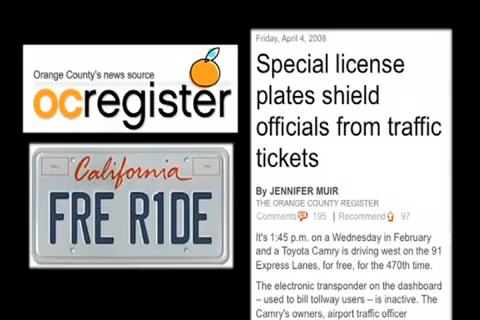 Orange County's news source
ocregister
California
FRE R1DE
Friday, April 4, 2008
Special license
plates shield
officials from traffic
tickets
By JENNIFER MUIR
THE ORANGE COUNTY REGISTER
Comments 195 | Recommend 97
It's 1:45 p.m. on a Wednesday in February
and a Toyota Camry is driving west on the 91
Express Lanes, for free, for the 470th time.
The electronic transponder on the dashboard
– used to bill tollway users – is inactive. The
Camry's owners, airport traffic officer